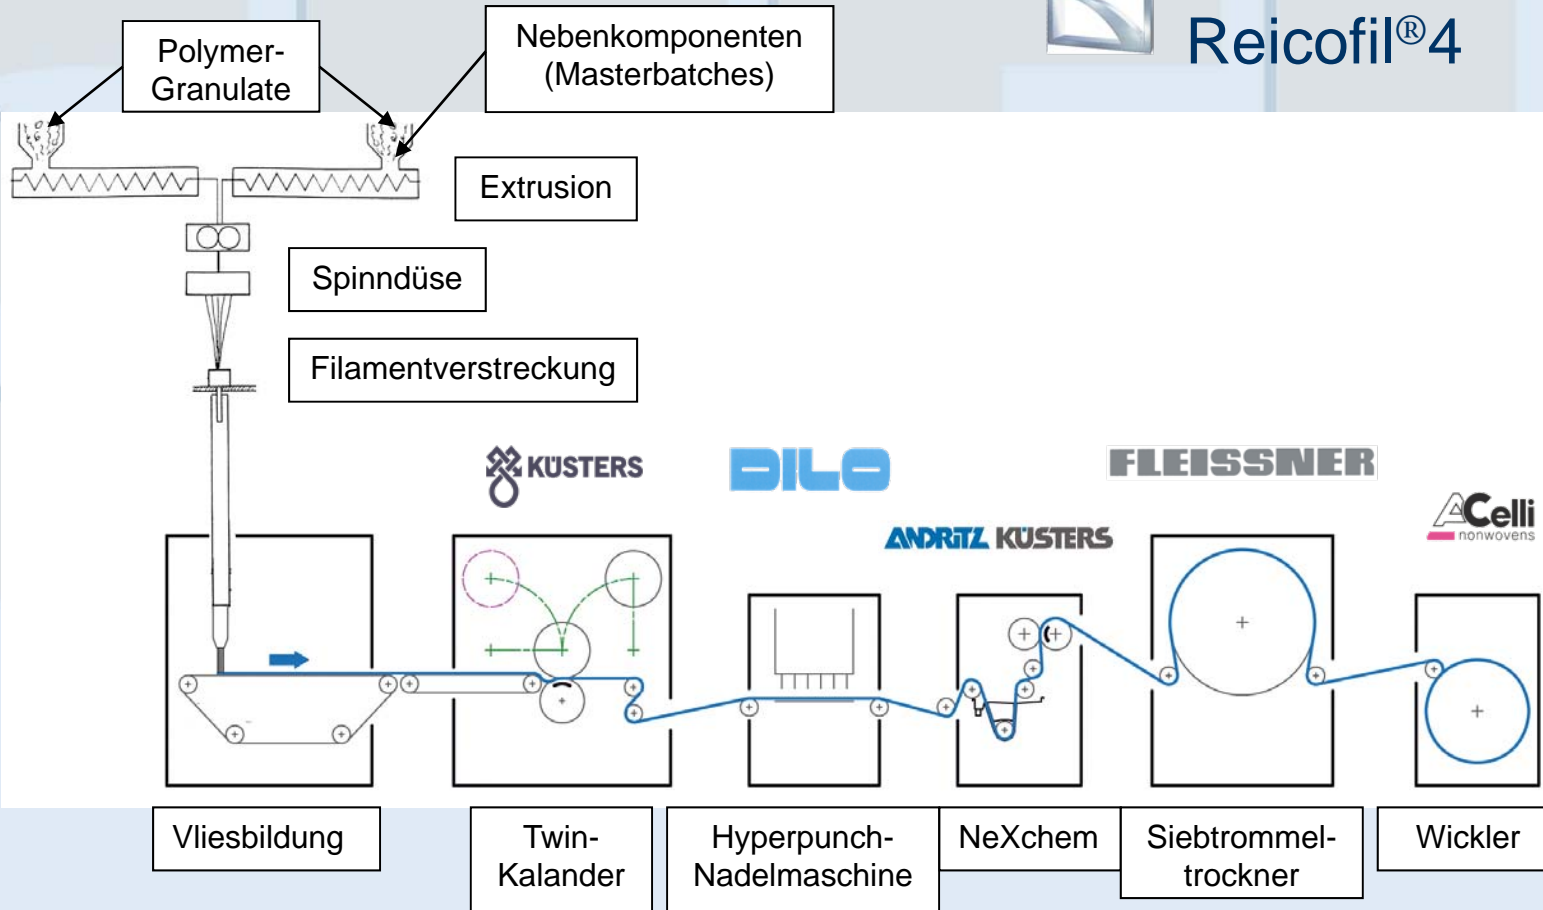 Reicofil®4
Polymer-
Granulate
Nebenkomponenten
(Masterbatches)
Extrusion
Spinndüse
Filamentverstreckung
KÜSTERS
DILO
FLEISSNER
ANDRITZ KÜSTERS
ACelli
nonwovens
Vliesbildung
Twin-
Kalander
Hyperpunch-
Nadelmaschine
NeXchem
Siebtrommel-
trockner
Wickler